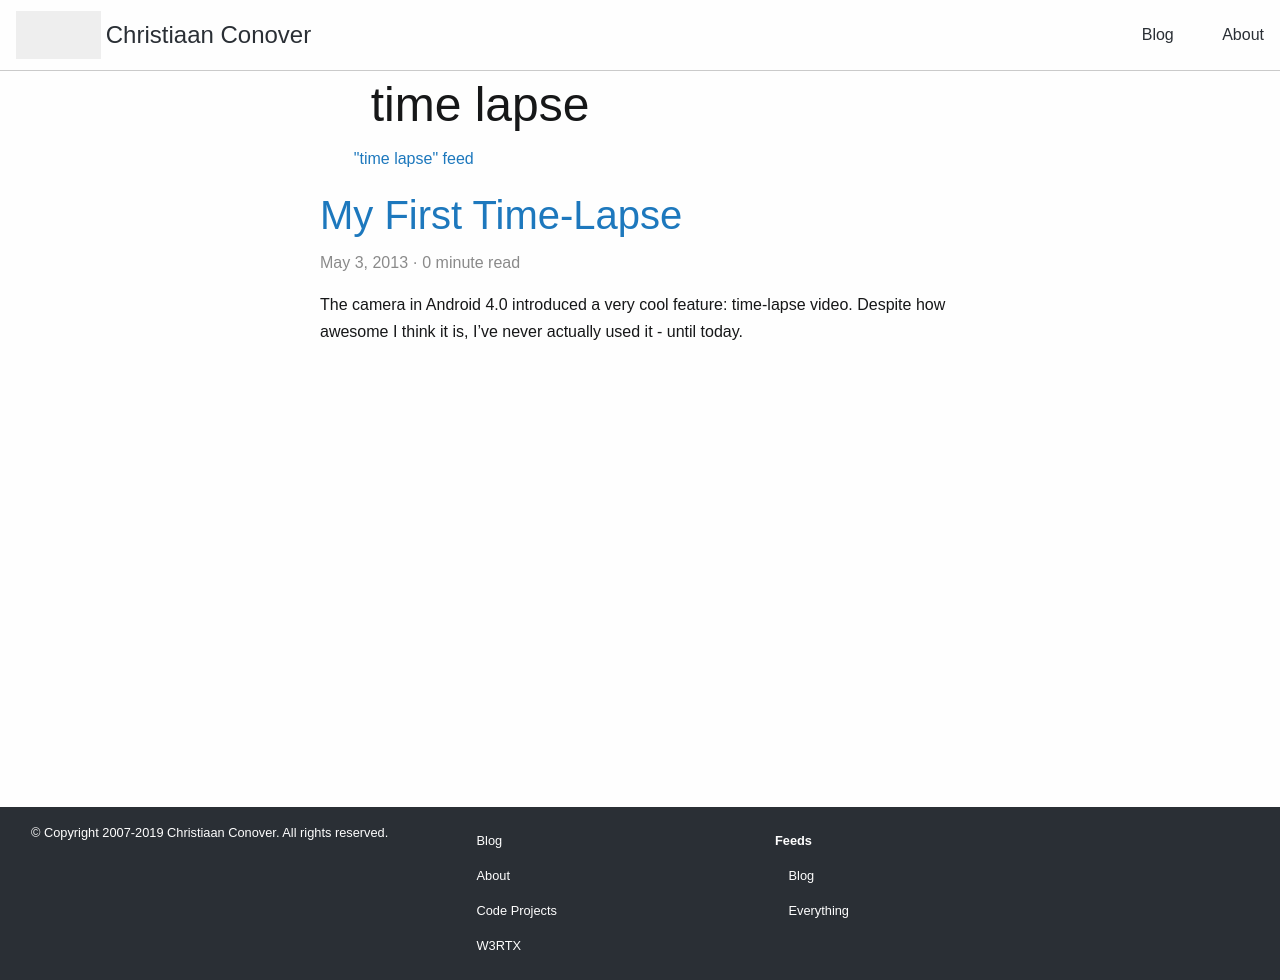 Christiaan Conover
Blog
About
time lapse
"time lapse" feed
My First Time-Lapse
May 3, 2013 · 0 minute read
The camera in Android 4.0 introduced a very cool feature: time-lapse video. Despite how
awesome I think it is, I’ve never actually used it - until today.
© Copyright 2007-2019 Christiaan Conover. All rights reserved.
Blog
About
Code Projects
W3RTX
Feeds
Blog
Everything